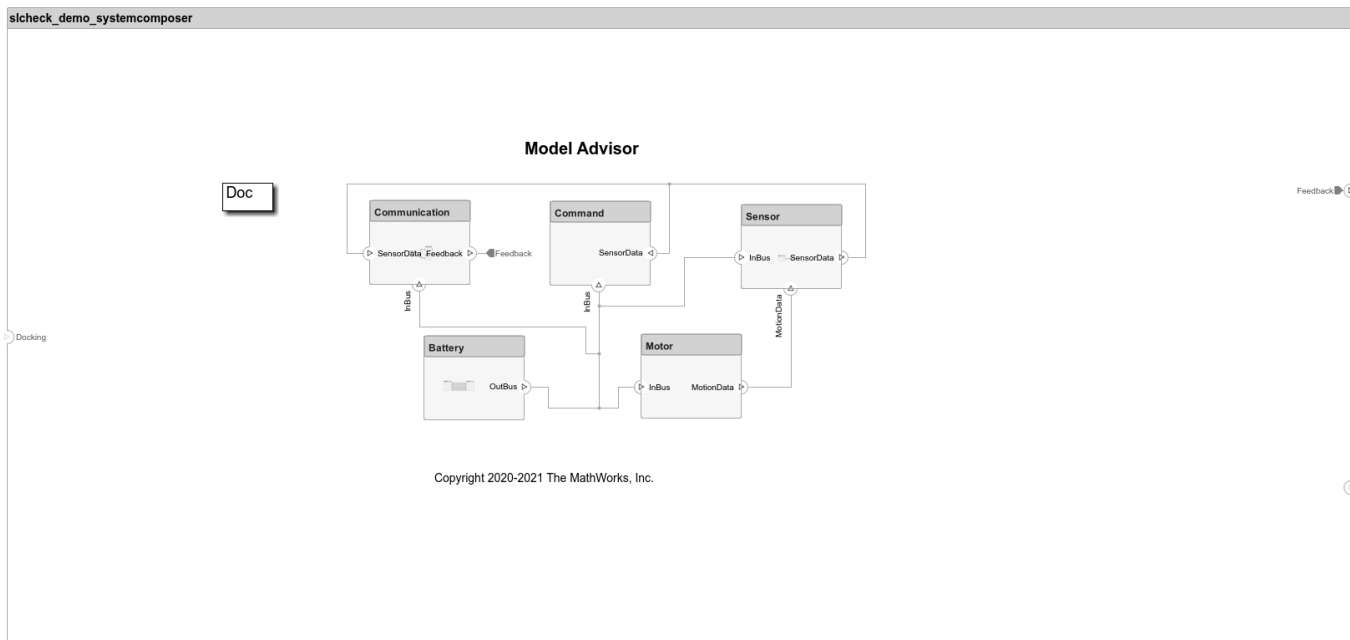 slcheck_demo_systemcomposer
Model Advisor
Doc
Feedback
Communication
Command
Sensor
SensorData
Feedback
Feedback
SensorData
InBus
SensorData
InBus
InBus
MotionData
Docking
Battery
Motor
OutBus
InBus
MotionData
Copyright 2020-2021 The MathWorks, Inc.